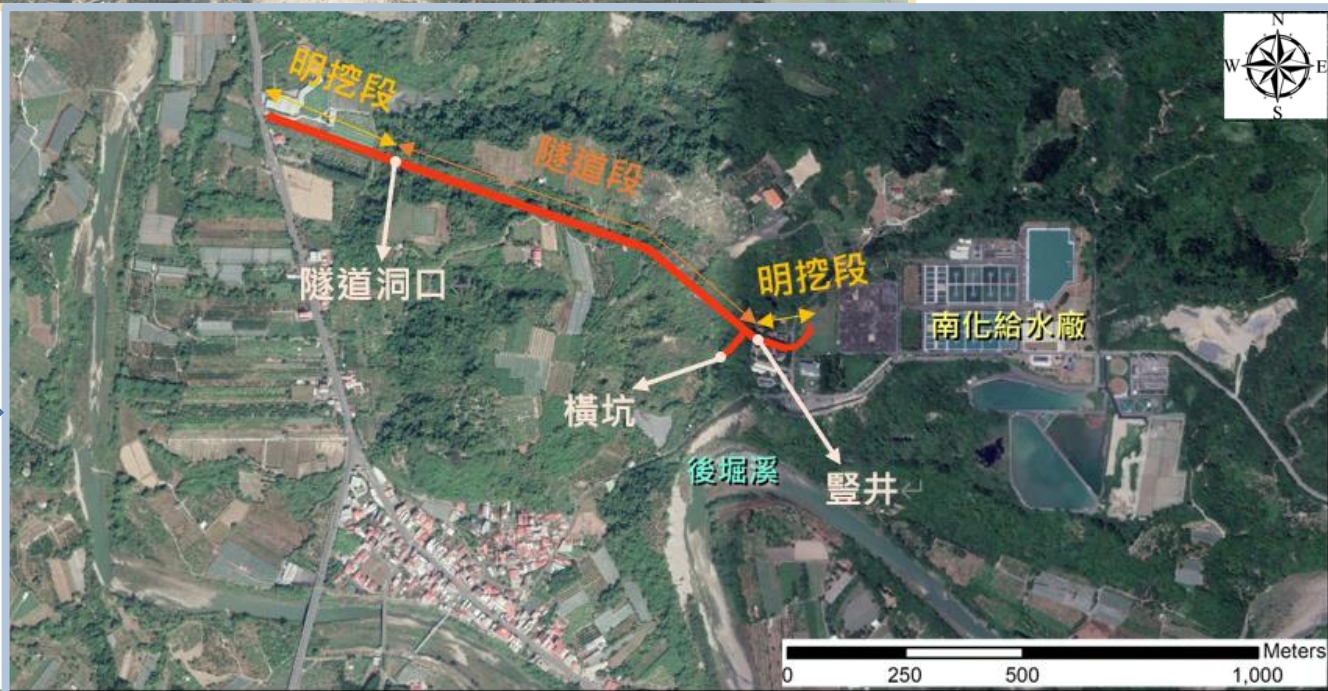 N
W E
S
明挖段
隧道段
隧道洞口
明挖段
南化給水廠
橫坑
後堀溪
豎井↵
Meters
0 250 500 1,000